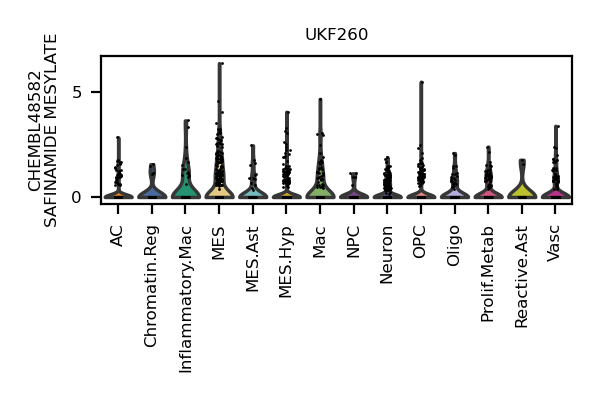 UKF260
CHEMBL48582
SAFINAMIDE MESYLATE
5
0
AC
Chromatin.Reg
Inflammatory.Mac
MES
MES.Ast
MES.Hyp
Mac
NPC
Neuron
OPC
Oligo
Prolif.Metab
Reactive.Ast
Vasc